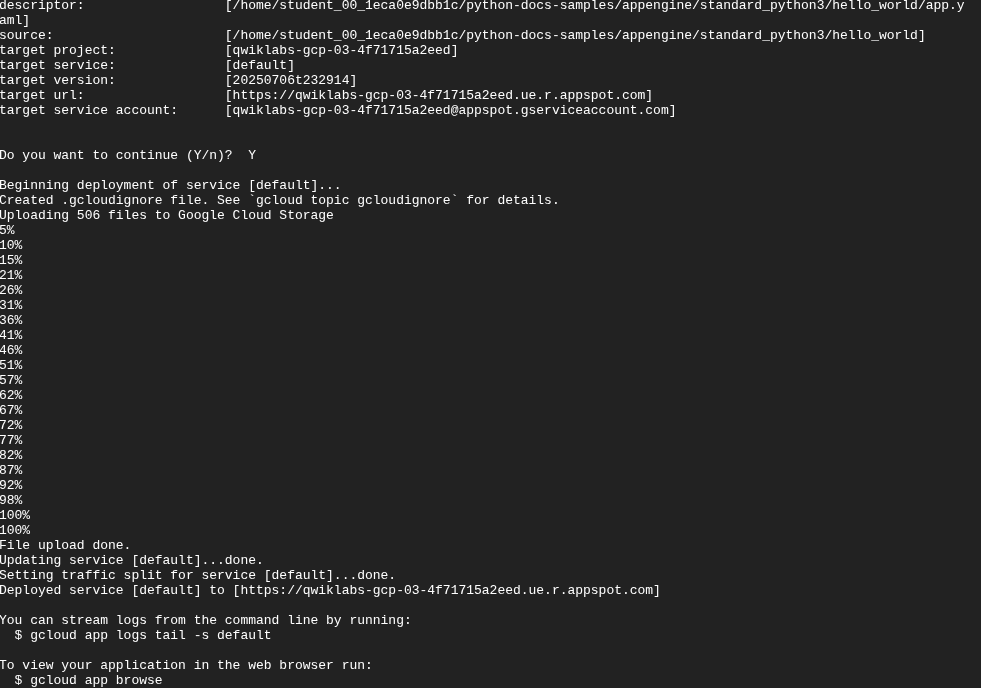 descriptor:                  [/home/student_00_1eca0e9dbb1c/python-docs-samples/appengine/standard_python3/hello_world/app.y
aml]
source:                      [/home/student_00_1eca0e9dbb1c/python-docs-samples/appengine/standard_python3/hello_world]
target project:              [qwiklabs-gcp-03-4f71715a2eed]
target service:              [default]
target version:              [20250706t232914]
target url:                  [https://qwiklabs-gcp-03-4f71715a2eed.ue.r.appspot.com]
target service account:      [qwiklabs-gcp-03-4f71715a2eed@appspot.gserviceaccount.com]

Do you want to continue (Y/n)?  Y

Beginning deployment of service [default]...
Created .gcloudignore file. See `gcloud topic gcloudignore` for details.
Uploading 506 files to Google Cloud Storage
5%
10%
15%
21%
26%
31%
36%
41%
46%
51%
57%
62%
67%
72%
77%
82%
87%
92%
98%
100%
100%
File upload done.
Updating service [default]...done.
Setting traffic split for service [default]...done.
Deployed service [default] to [https://qwiklabs-gcp-03-4f71715a2eed.ue.r.appspot.com]

You can stream logs from the command line by running:
  $ gcloud app logs tail -s default

To view your application in the web browser run:
  $ gcloud app browse